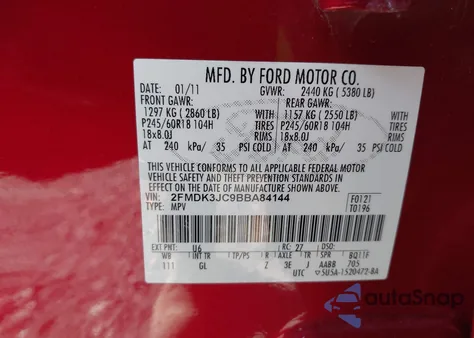 MFD. BY FORD MOTOR CO.
DATE: 01/11 GVWR: 2440 KG ( 5380 LB)
FRONT GAWR: REAR GAWR:
1297 KG ( 2860 LB) 1157 KG ( 2550 LB)
P245/60R18 104H TIRES P245/60R18 104H TIRES
18x8.0J RIMS 18x8.0J RIMS
AT 240 kPa/ 35 PSI COLD AT 240 kPa/ 35 PSI COLD
THIS VEHICLE CONFORMS TO ALL APPLICABLE FEDERAL MOTOR
VEHICLE SAFETY AND THEFT PREVENTION STANDARDS IN EFFECT
ON THE DATE OF MANUFACTURE SHOWN ABOVE.
VIN: 2FMDK3JC9BBA84144 F0121
TYPE: MPV T0196
EXT PNT: U6 RC: 27 DSO:
WB INT TR TP/PS R AXLE TR SPR BQ11F
111 GL Z 3E J AABB 705
UTC 5U5A-1520472-BA
AutoSnap